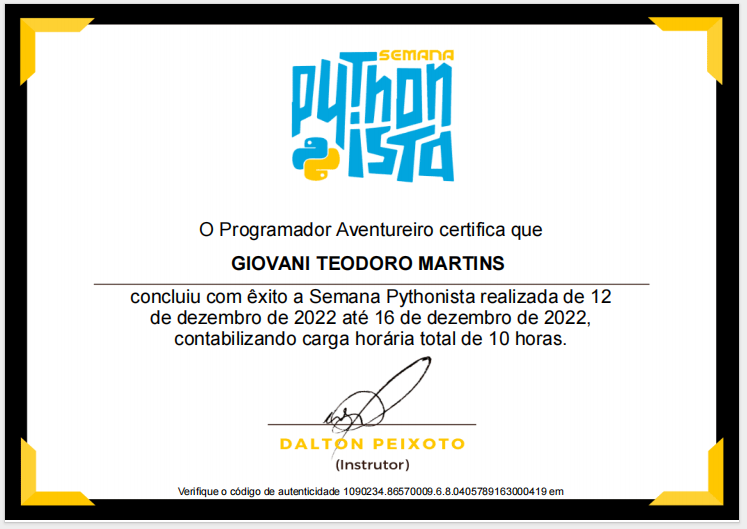 SEMANA
PYTHON
ISTA
O Programador Aventureiro certifica que
GIOVANI TEODORO MARTINS
concluiu com êxito a Semana Pythonista realizada de 12
de dezembro de 2022 até 16 de dezembro de 2022,
contabilizando carga horária total de 10 horas.
DALTON PEIXOTO
(Instrutor)
Verifique o código de autenticidade 1090234.86570009.6.8.0405789163000419 em